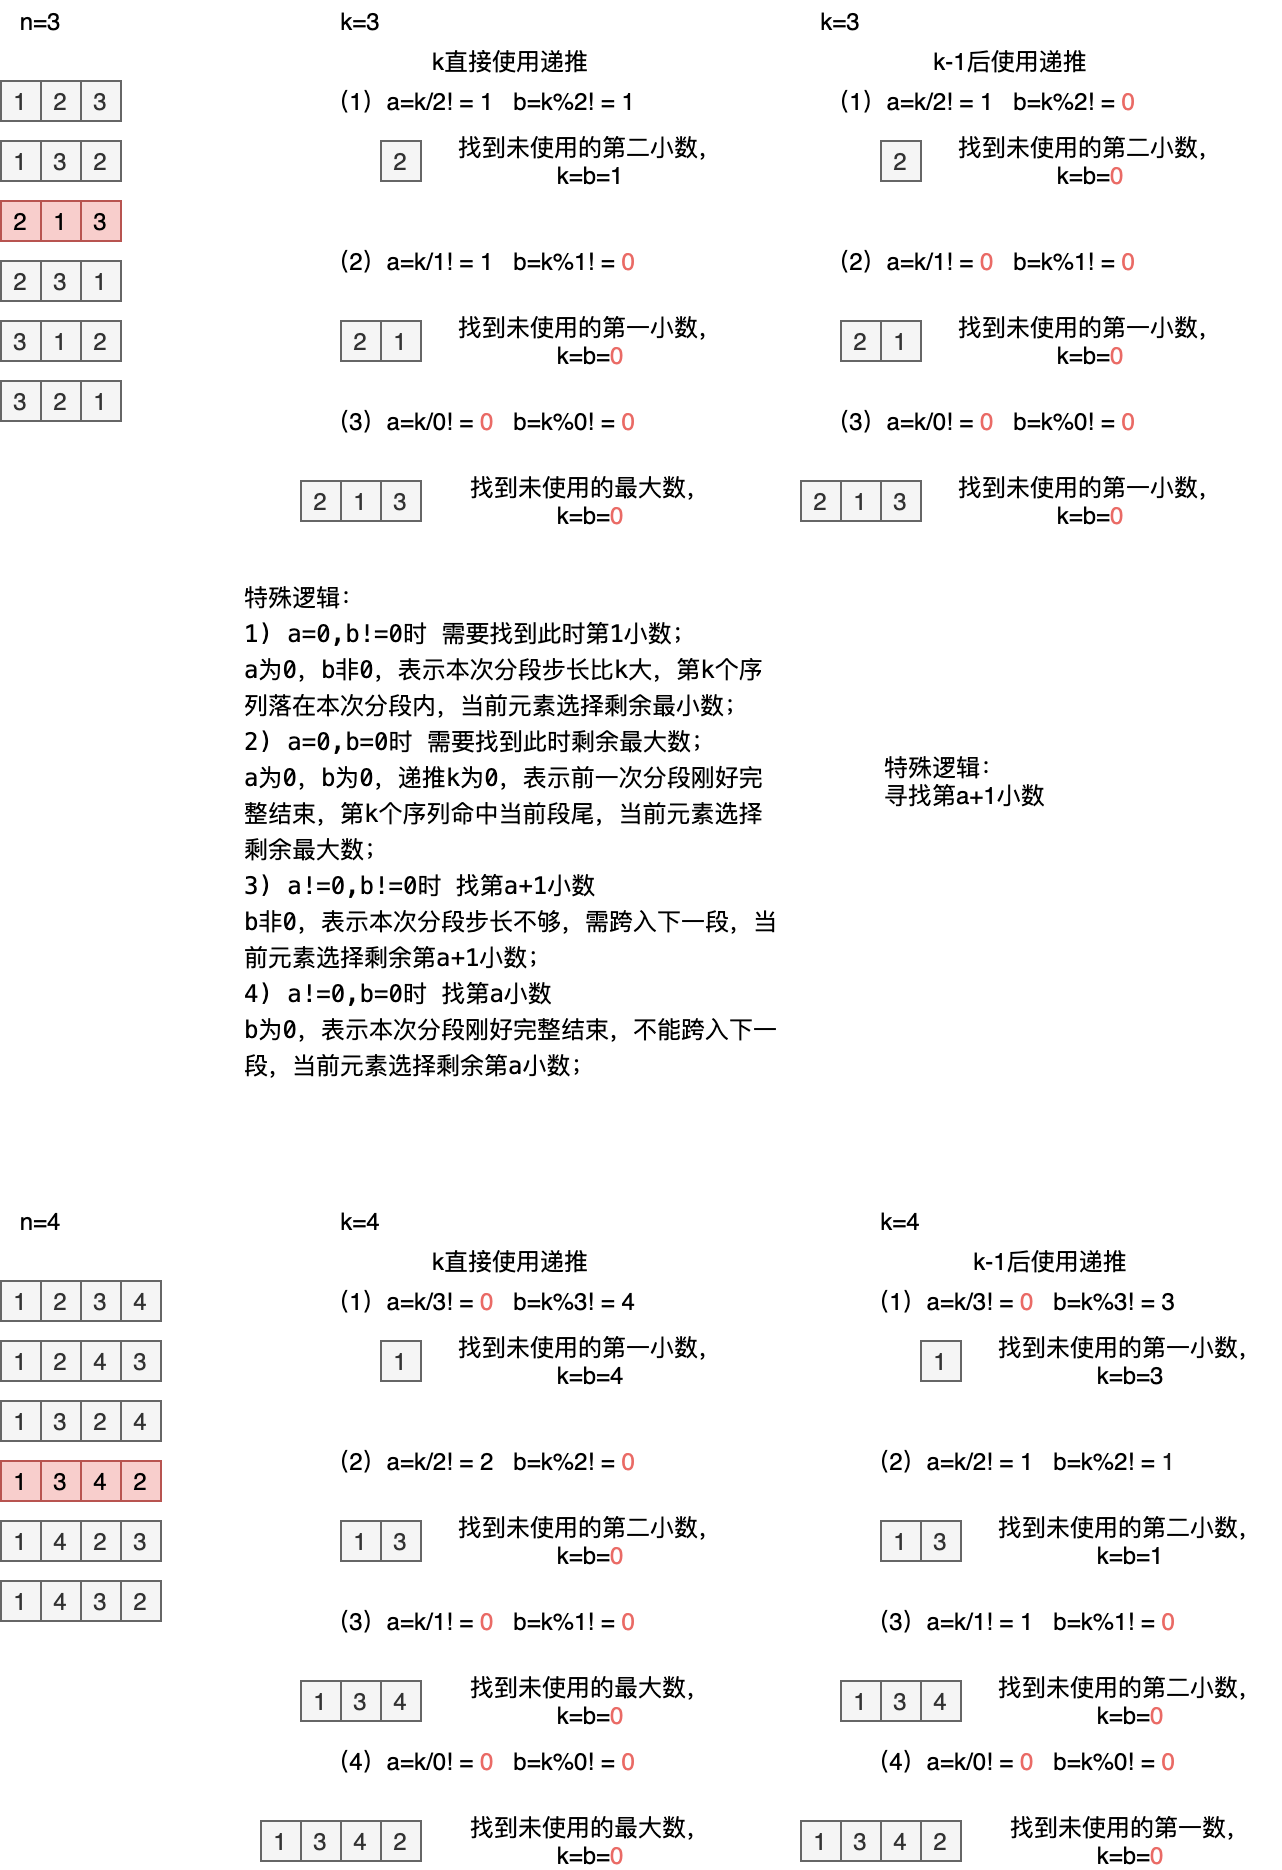 n=3
1 2 3
1 3 2
2 1 3
2 3 1
3 1 2
3 2 1
k=3
k直接使用递推
（1）a=k/2! = 1 b=k%2! = 1
2
找到未使用的第二小数，
k=b=1
（2）a=k/1! = 1 b=k%1! = 0
2 1
找到未使用的第一小数，
k=b=0
（3）a=k/0! = 0 b=k%0! = 0
2 1 3
找到未使用的最大数，
k=b=0
k=3
k-1后使用递推
（1）a=k/2! = 1 b=k%2! = 0
2
找到未使用的第二小数，
k=b=0
（2）a=k/1! = 0 b=k%1! = 0
2 1
找到未使用的第一小数，
k=b=0
（3）a=k/0! = 0 b=k%0! = 0
2 1 3
找到未使用的第一小数，
k=b=0
特殊逻辑：
1) a=0,b!=0时 需要找到此时第1小数；
a为0，b非0，表示本次分段步长比k大，第k个序
列落在本次分段内，当前元素选择剩余最小数；
2) a=0,b=0时 需要找到此时剩余最大数；
a为0，b为0，递推k为0，表示前一次分段刚好完
整结束，第k个序列命中当前段尾，当前元素选择
剩余最大数；
3) a!=0,b!=0时 找第a+1小数
b非0，表示本次分段步长不够，需跨入下一段，当
前元素选择剩余第a+1小数；
4) a!=0,b=0时 找第a小数
b为0，表示本次分段刚好完整结束，不能跨入下一
段，当前元素选择剩余第a小数；
特殊逻辑：
寻找第a+1小数
n=4
1 2 3 4
1 2 4 3
1 3 2 4
1 3 4 2
1 4 2 3
1 4 3 2
k=4
k直接使用递推
（1）a=k/3! = 0 b=k%3! = 4
1
找到未使用的第一小数，
k=b=4
（2）a=k/2! = 2 b=k%2! = 0
1 3
找到未使用的第二小数，
k=b=0
（3）a=k/1! = 0 b=k%1! = 0
1 3 4
找到未使用的最大数，
k=b=0
（4）a=k/0! = 0 b=k%0! = 0
1 3 4 2
找到未使用的最大数，
k=b=0
k=4
k-1后使用递推
（1）a=k/3! = 0 b=k%3! = 3
1
找到未使用的第一小数，
k=b=3
（2）a=k/2! = 1 b=k%2! = 1
1 3
找到未使用的第二小数，
k=b=1
（3）a=k/1! = 1 b=k%1! = 0
1 3 4
找到未使用的第二小数，
k=b=0
（4）a=k/0! = 0 b=k%0! = 0
1 3 4 2
找到未使用的第一数，
k=b=0